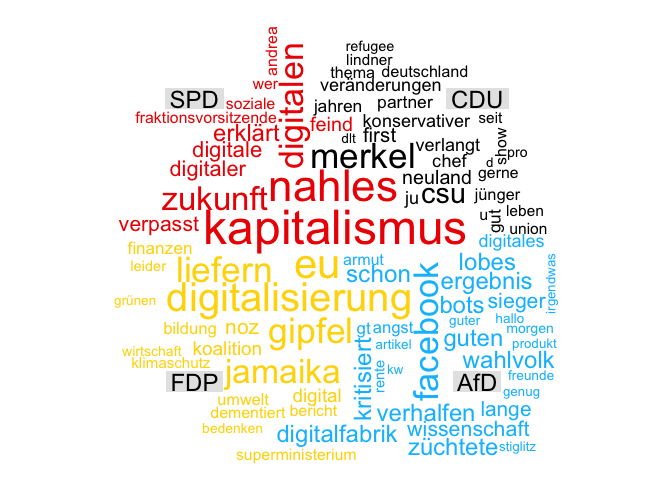 andrea
refugee
lindner
thema deutschland
wer veränderungen
SPD digitalen CDU
soziale jahren partner
fraktionsvorsitzende feind konservativer seit
erklärt dlt first show
digitale merkel verlangt pro
digitaler chef d
neuland gerne
zukunft nahles ju csu jünger
verpasst kapitalismus u gut leben
union
finanzen digitales
leider liefern eu armut lobes
schon ergebnis irgendwas
grünen digitalisierung facebook bots sieger
guter hallo
bildung noz gipfel gt angst guten morgen
wirtschaft koalition kritisiert artikel produkt
klimaschutz jamaika rente kw wahlvolk
FDP AfD freunde
umwelt digital genug
dementiert bericht verhalfen lange
bedenken digitalfabrik wissenschaft
superministerium züchtete stiglitz